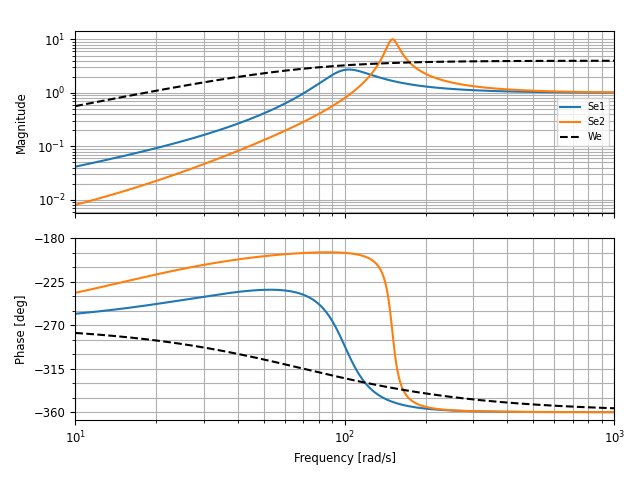 10¹
10⁰
10⁻¹
10⁻²
Magnitude
Se1
Se2
We
−180
−225
−270
−315
−360
Phase [deg]
10¹ 10² 10³
Frequency [rad/s]